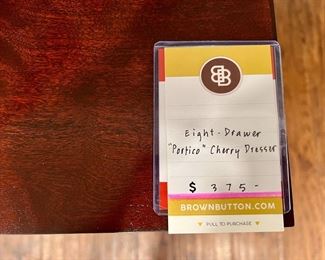 BB
Eight-Drawer
"Portico" Cherry Dresser
$ 375-
BROWNBUTTON.COM
PULL TO PURCHASE